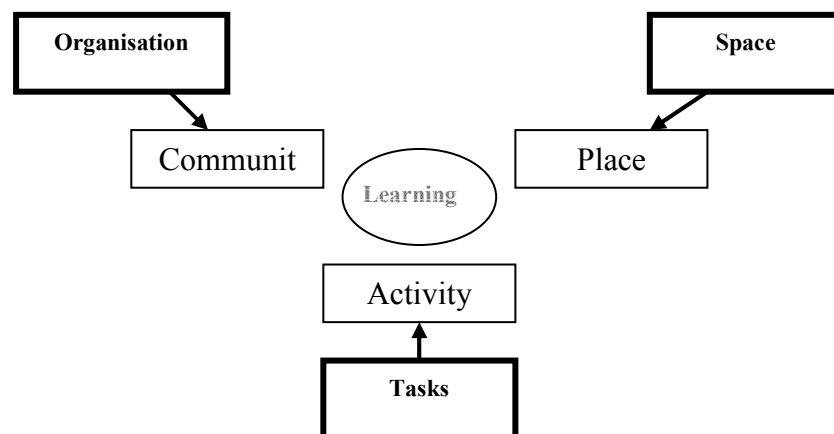 Organisation
Space
Communit
Place
Learning
Activity
Tasks